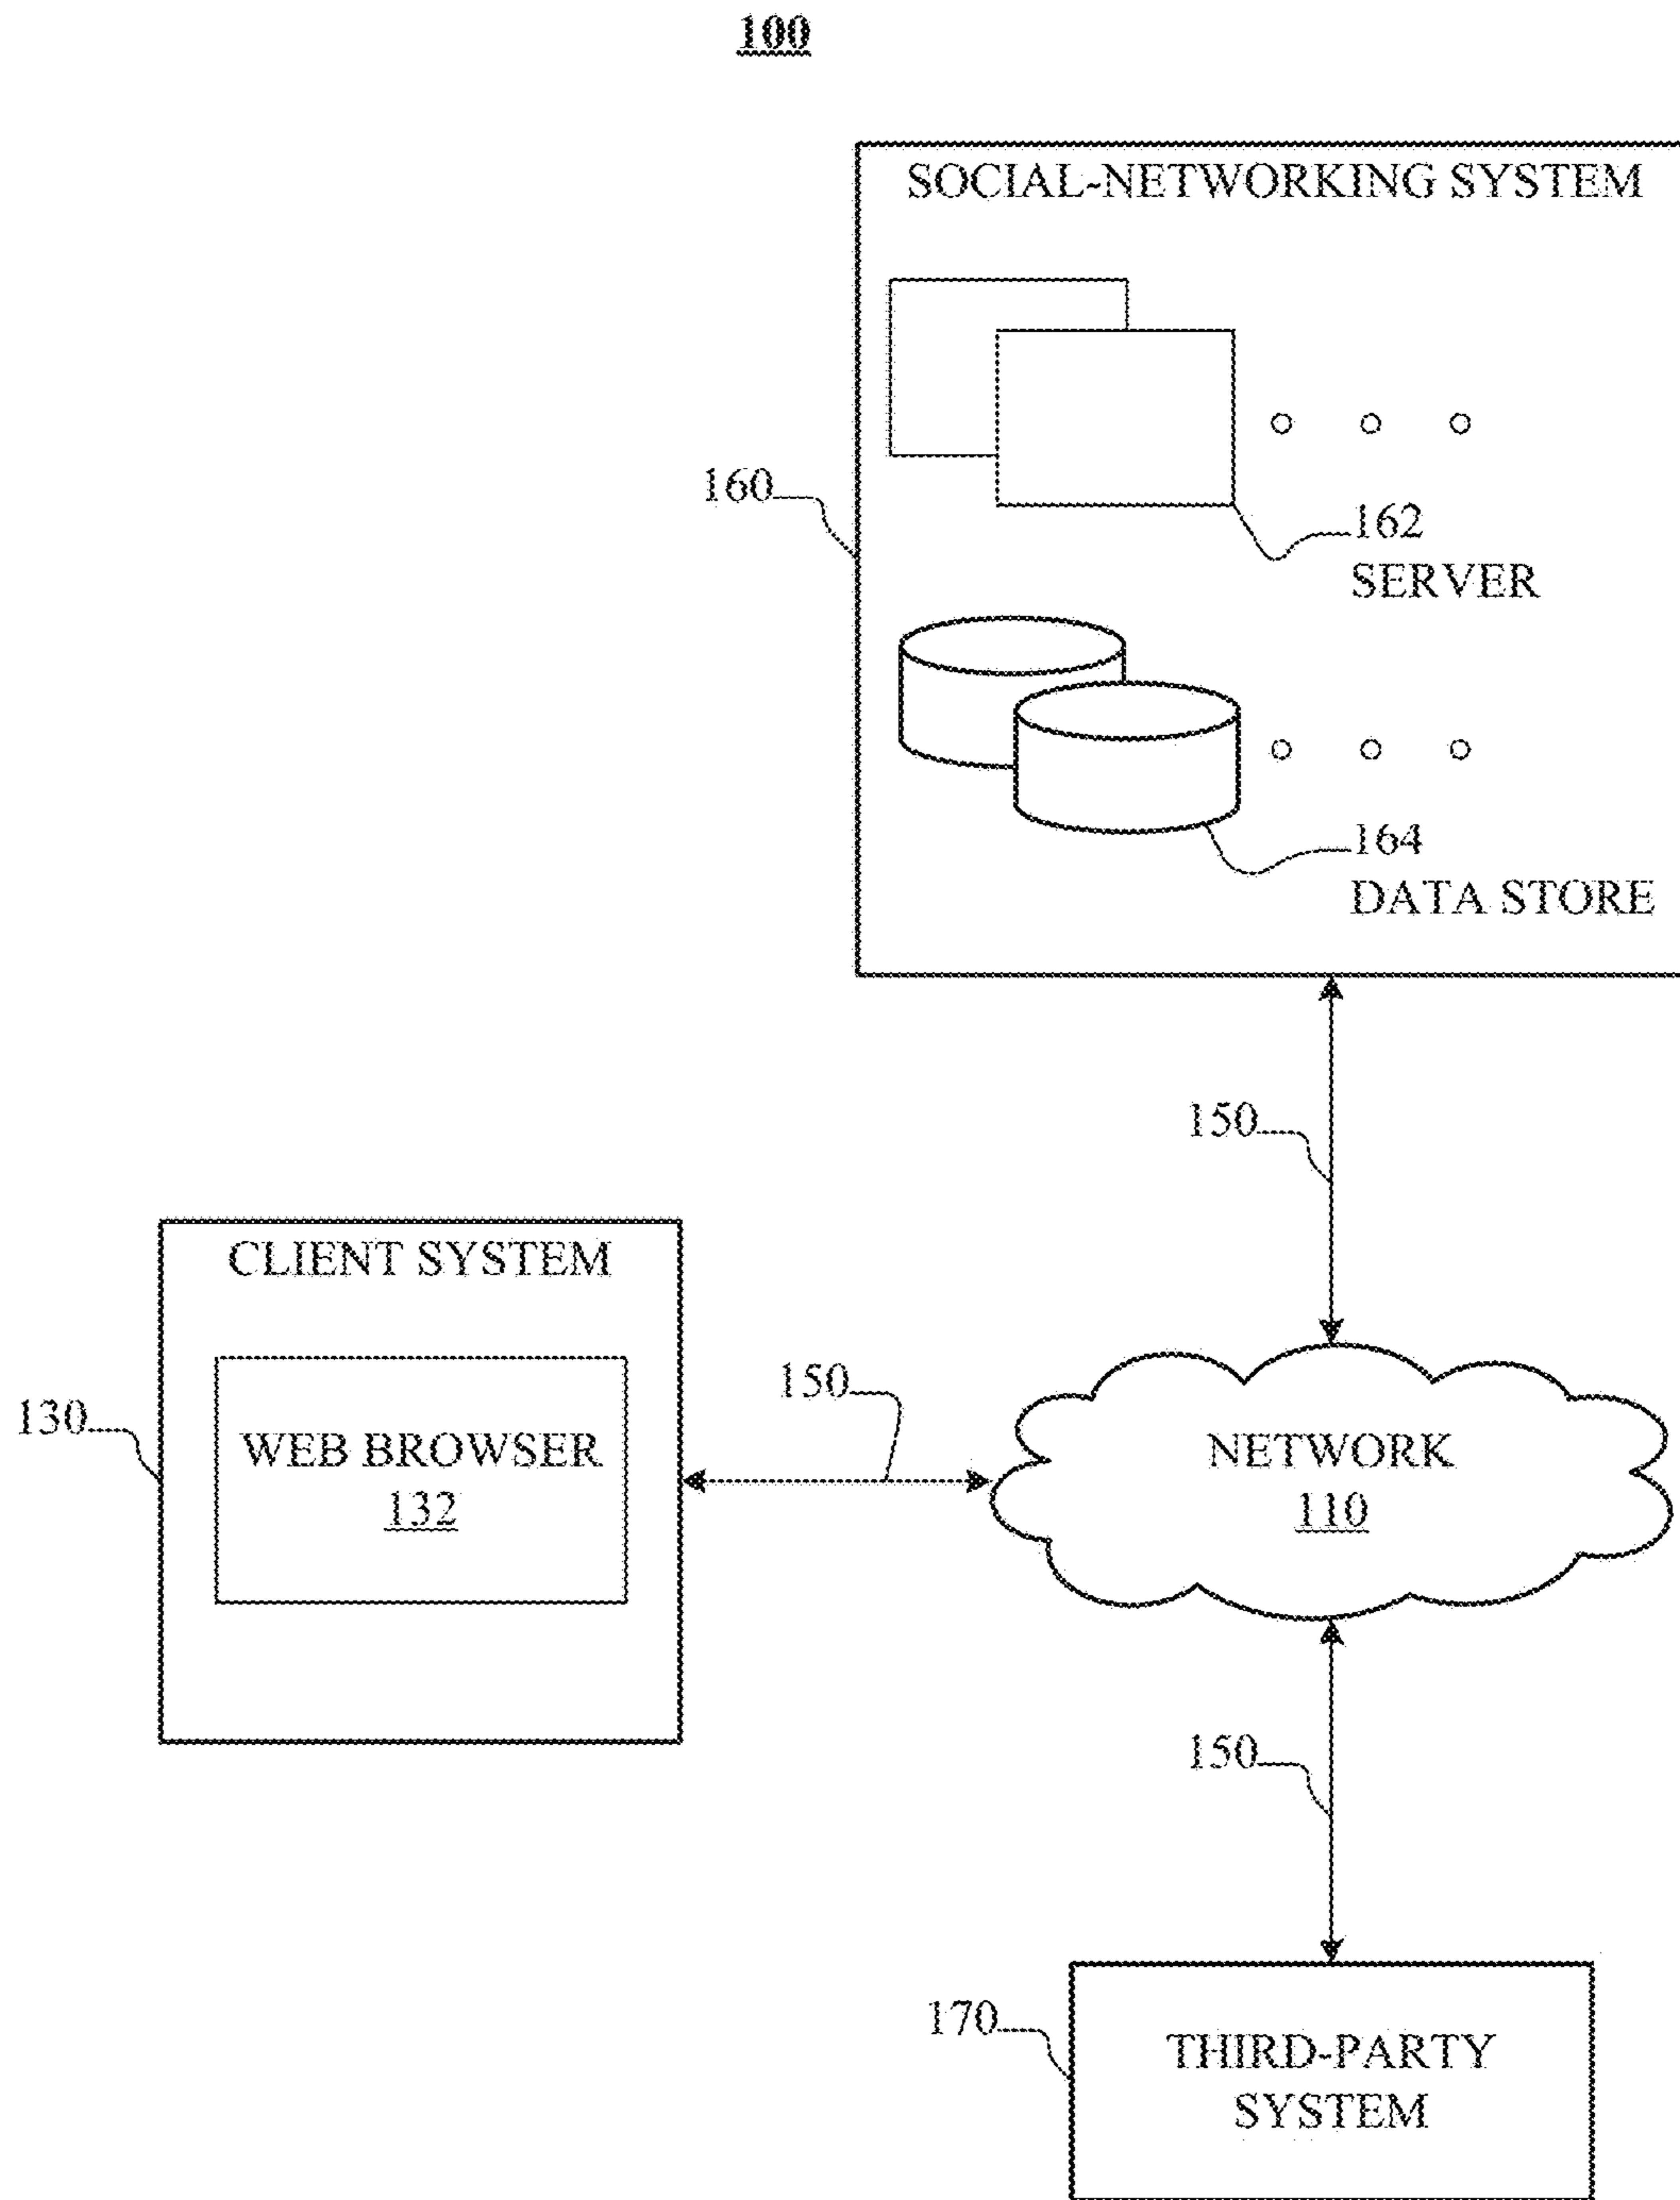 100
SOCIAL-NETWORKING SYSTEM
160
162
SERVER
164
DATA STORE
150
CLIENT SYSTEM
130
WEB BROWSER
132
150
NETWORK
110
150
170
THIRD-PARTY
SYSTEM